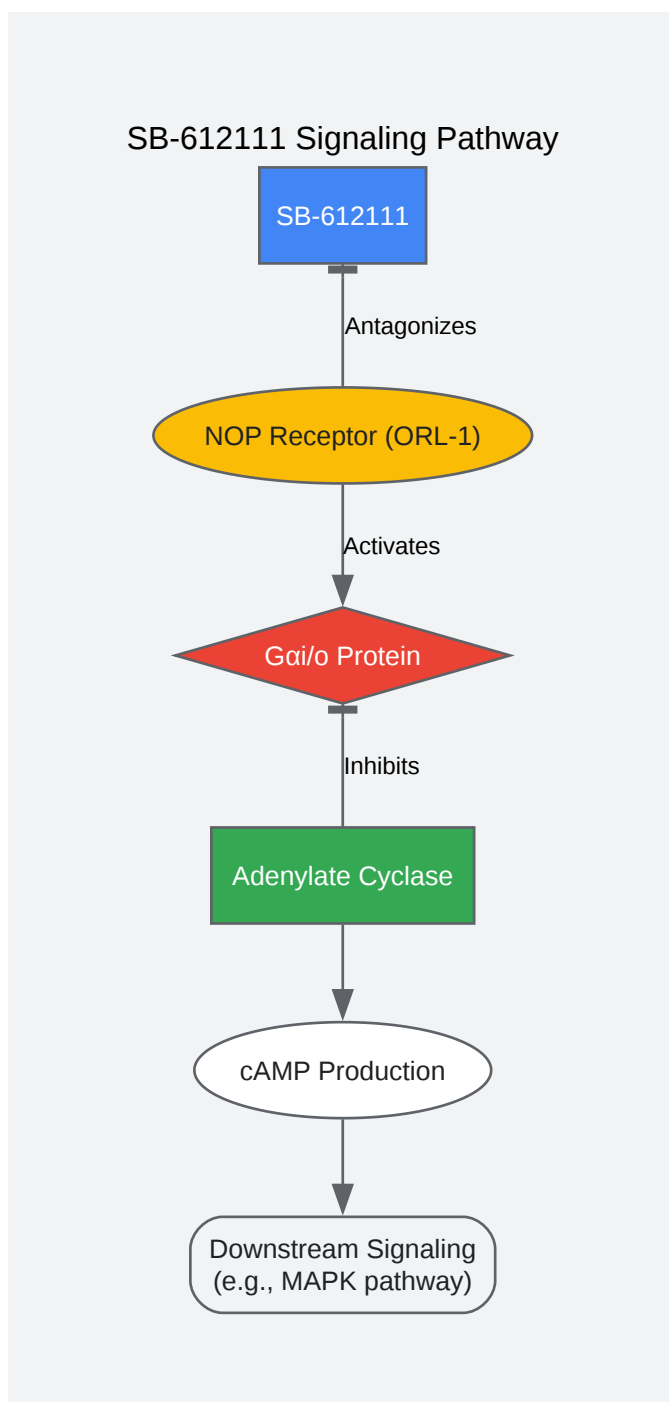 SB-612111 Signaling Pathway
SB-612111
Antagonizes
NOP Receptor (ORL-1)
Activates
Gαi/o Protein
Inhibits
Adenylate Cyclase
cAMP Production
Downstream Signaling
(e.g., MAPK pathway)